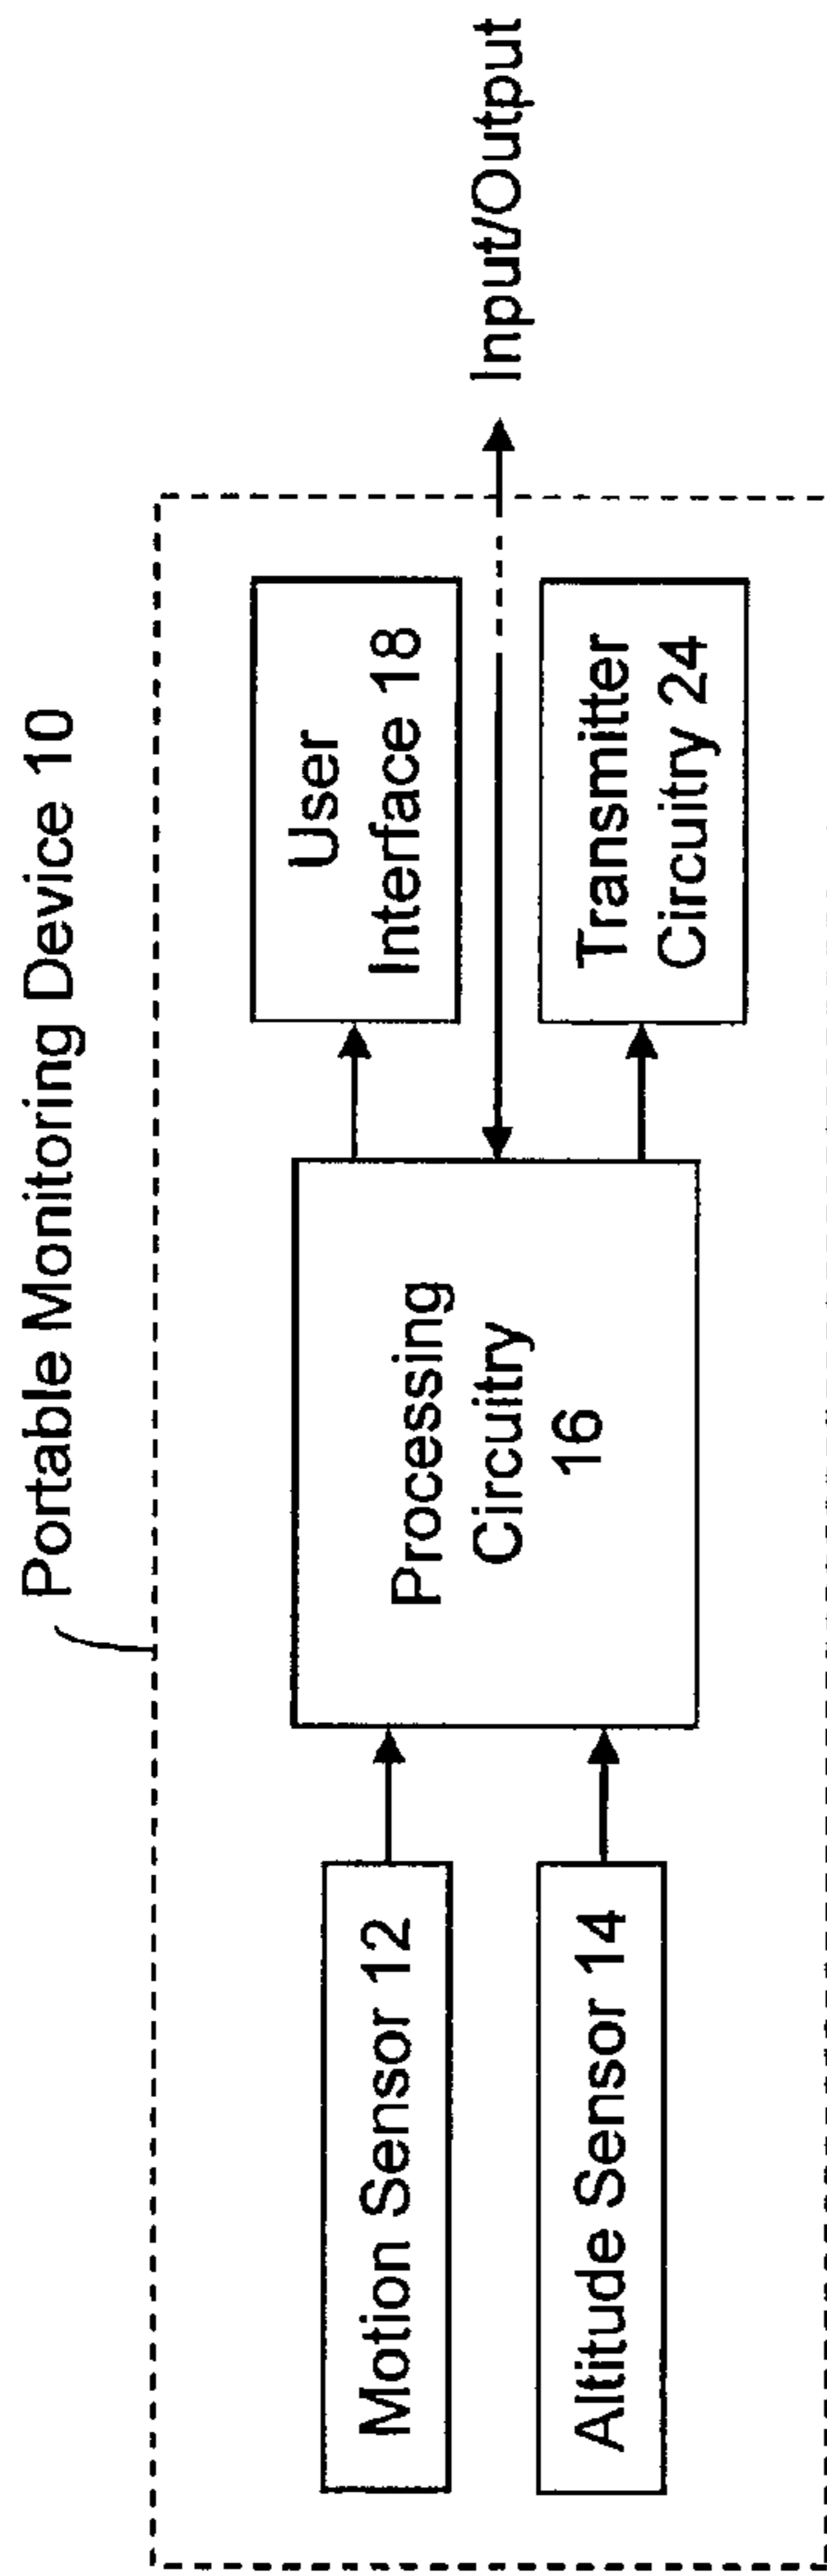 Portable Monitoring Device 10
Motion Sensor 12
Altitude Sensor 14
Processing
Circuitry
16
User
Interface 18
Transmitter
Circuitry 24
Input/Output